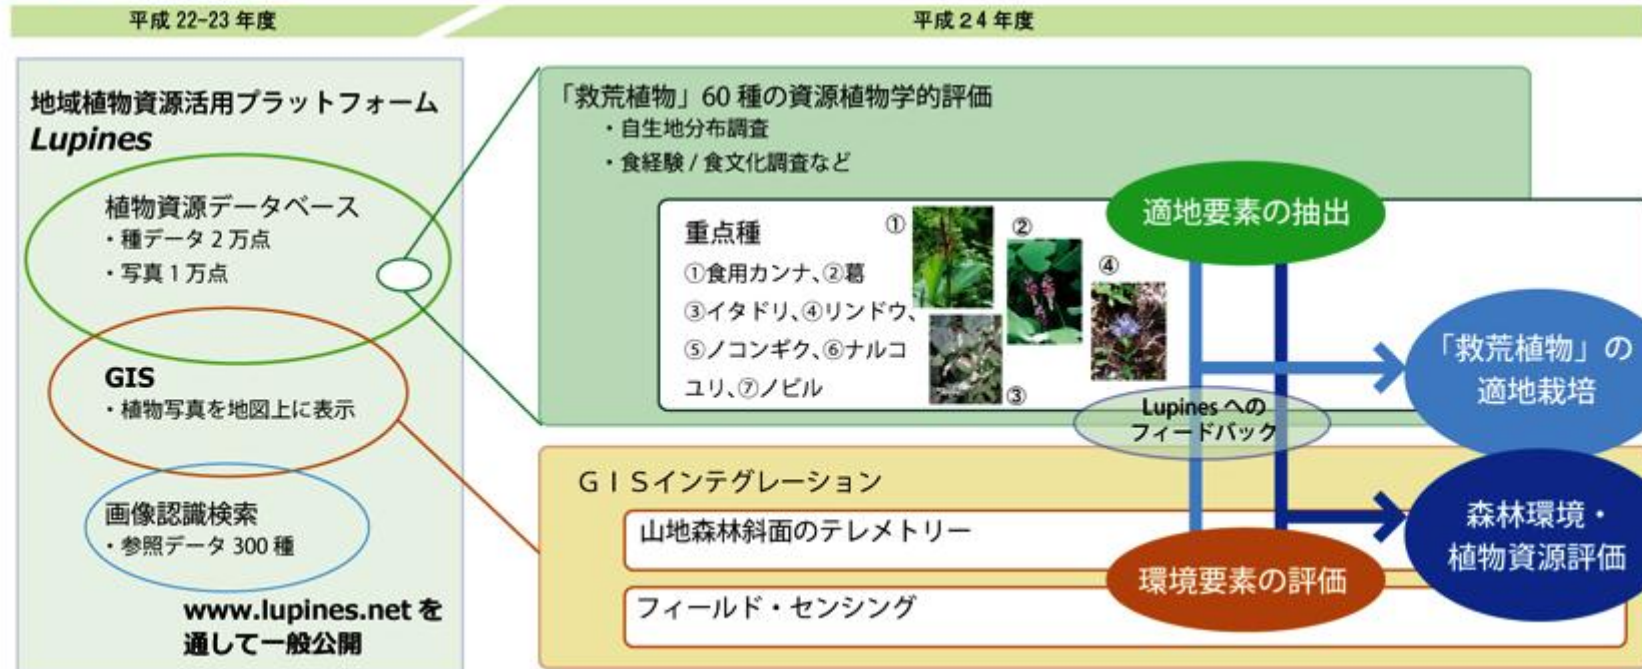 平成 22-23 年度
平成２４年度
地域植物資源活用プラットフォーム
Lupines
植物資源データベース
・種データ 2 万点
・写真 1 万点
GIS
・植物写真を地図上に表示
画像認識検索
・参照データ 300 種
www.lupines.net を
通して一般公開
「救荒植物」60 種の資源植物学的評価
・自生地分布調査
・食経験 / 食文化調査など
重点種
①食用カンナ、②葛
③イタドリ、④リンドウ、
⑤ノコンギク、⑥ナルコ
ユリ、⑦ノビル
①
②
④
③
適地要素の抽出
Lupines への
フィードバック
「救荒植物」の
適地栽培
ＧＩＳインテグレーション
山地森林斜面のテレメトリー
フィールド・センシング
環境要素の評価
森林環境・
植物資源評価